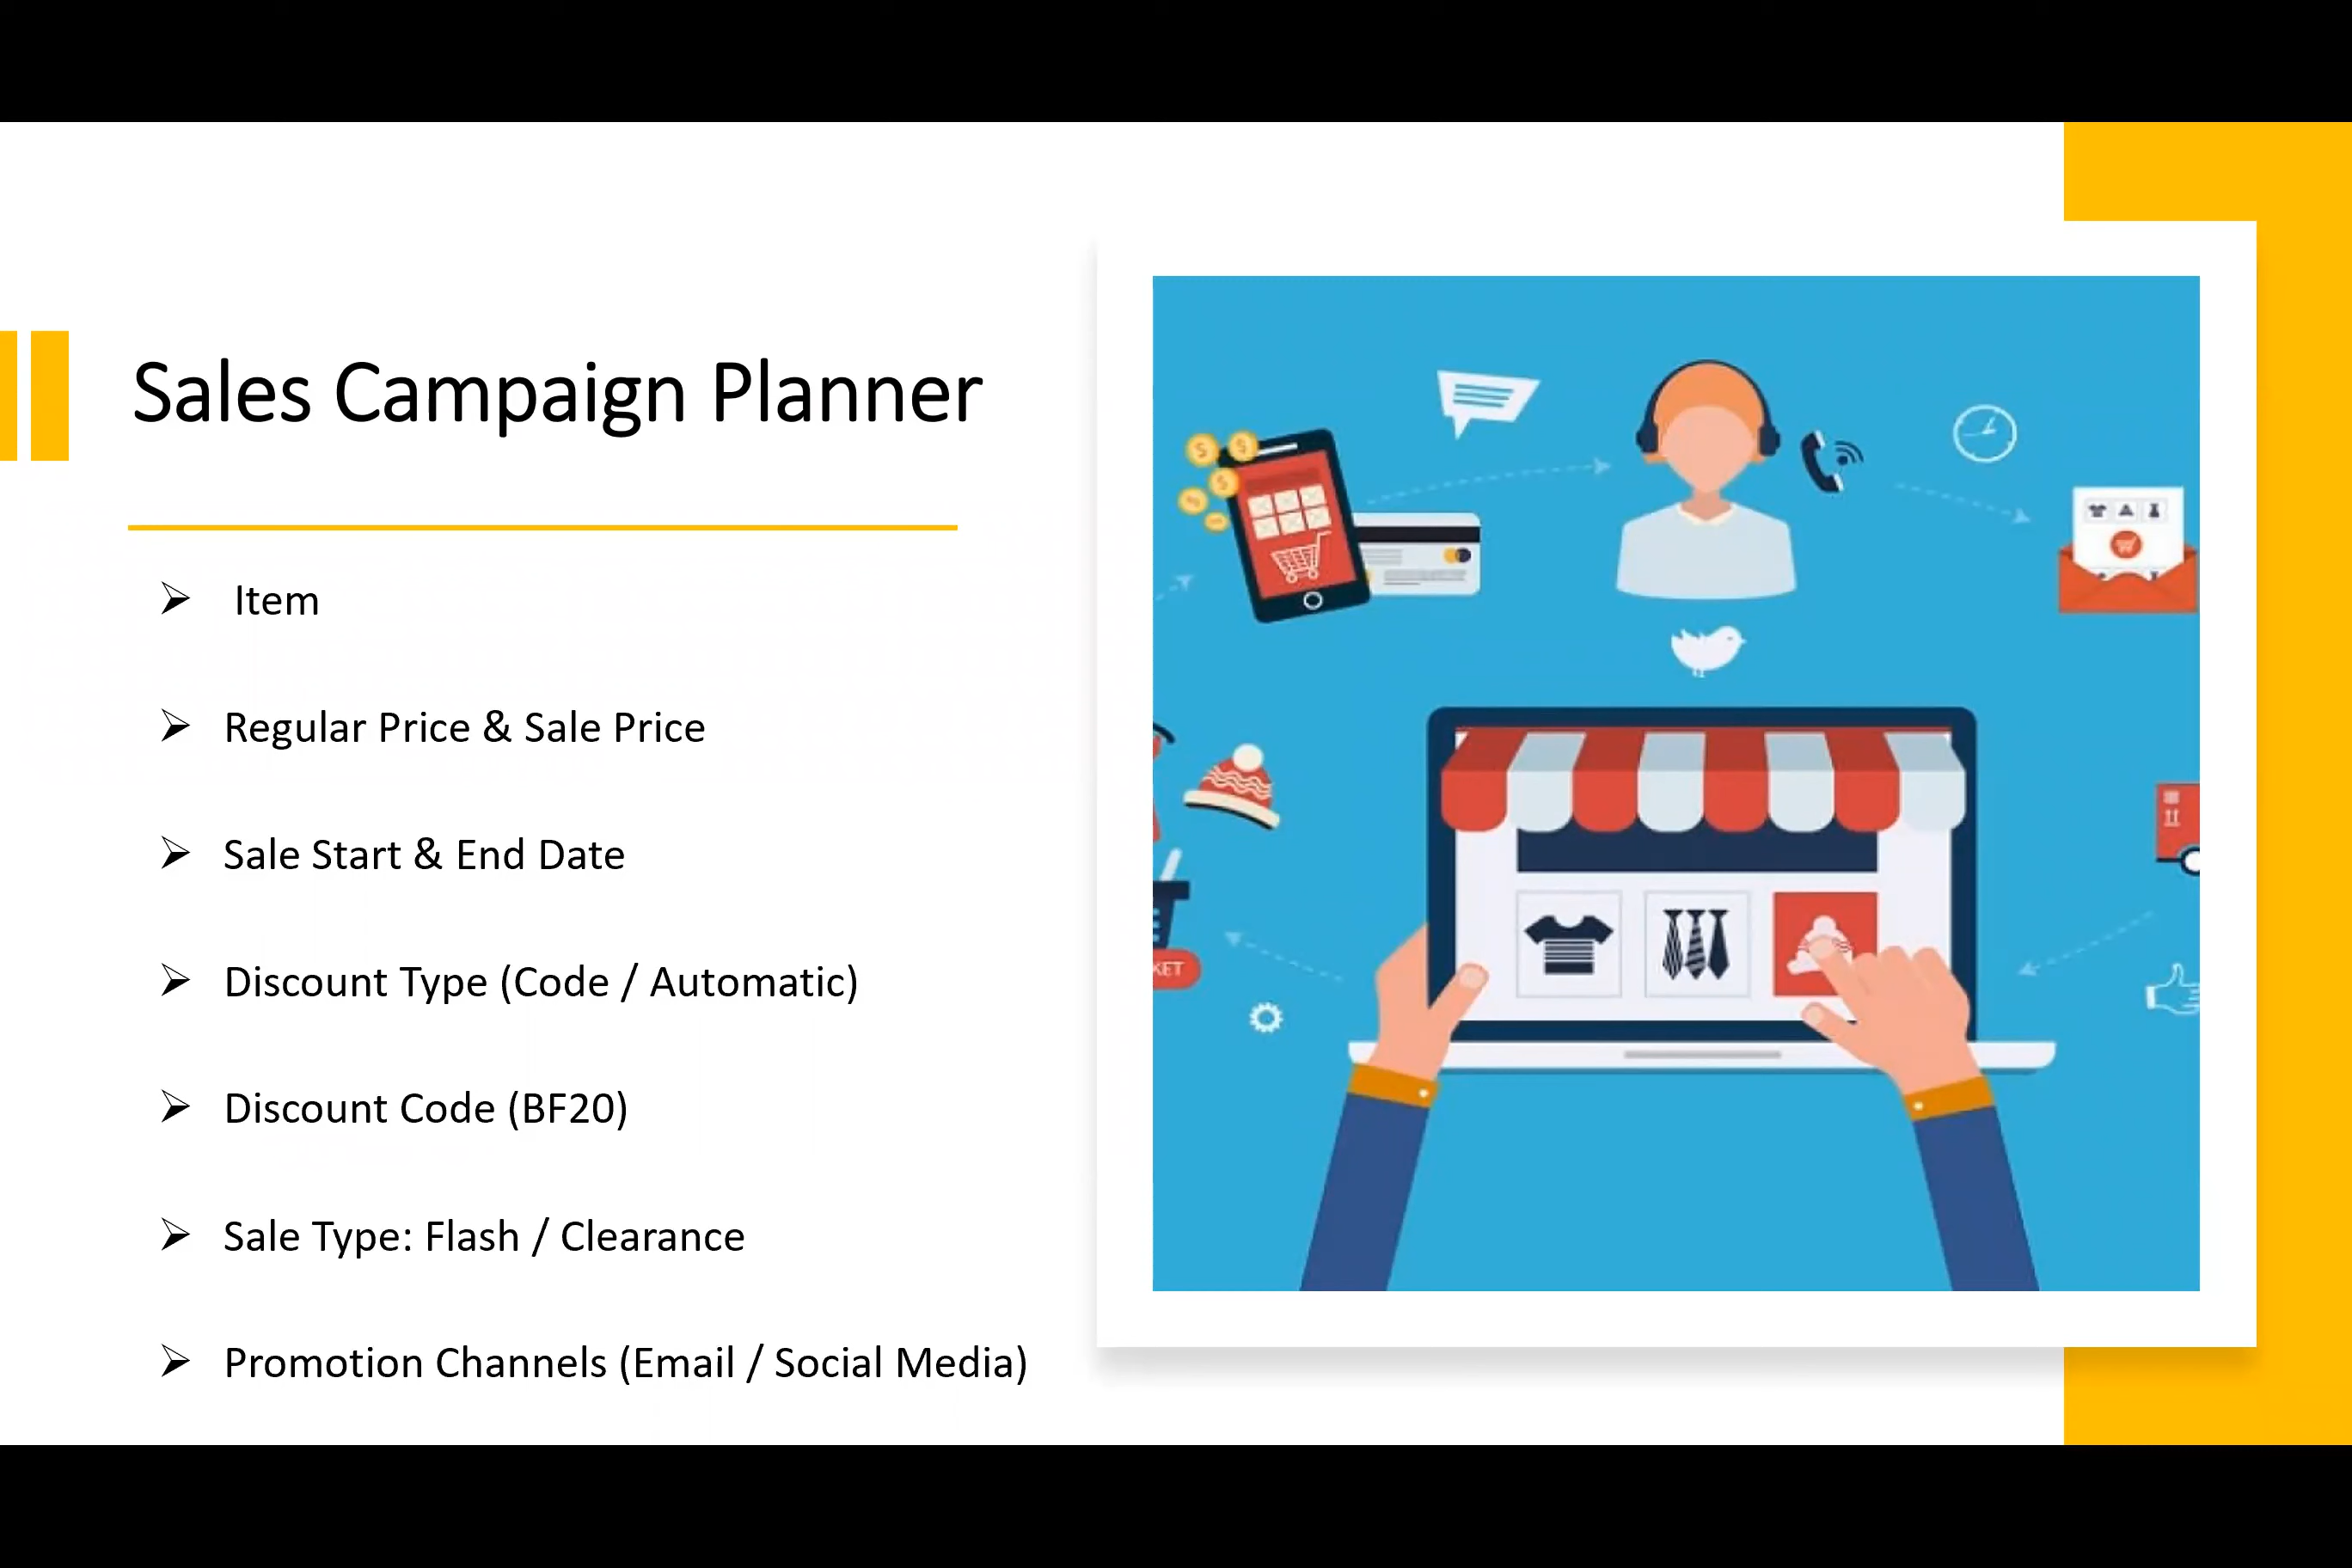 Sales Campaign Planner
Item
Regular Price & Sale Price
Sale Start & End Date
Discount Type (Code / Automatic)
Discount Code (BF20)
Sale Type: Flash / Clearance
Promotion Channels (Email / Social Media)
KET